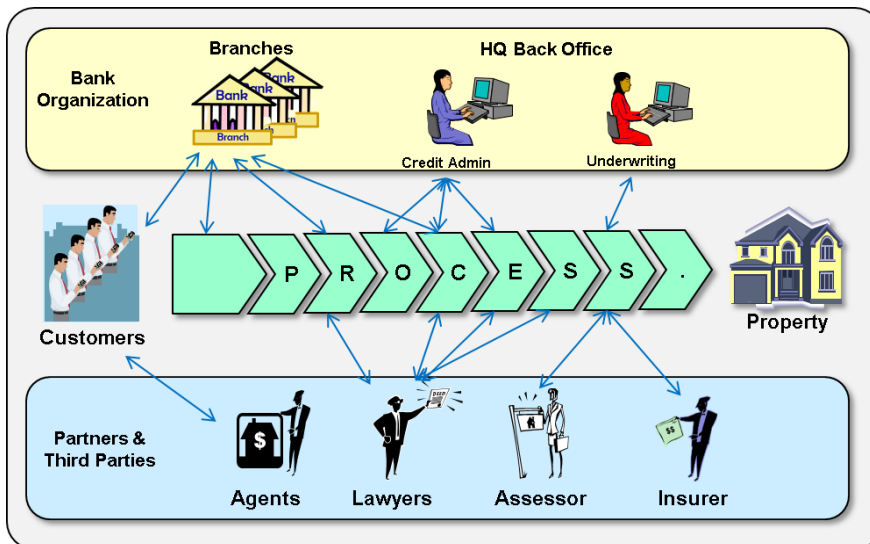 Branches
HQ Back Office
Bank
Organization
Bank
Bank
Bank
Branch
Credit Admin
Underwriting
P R O C E S S .
Customers
Property
Partners &
Third Parties
$
DEED
$$
Agents
Lawyers
Assessor
Insurer